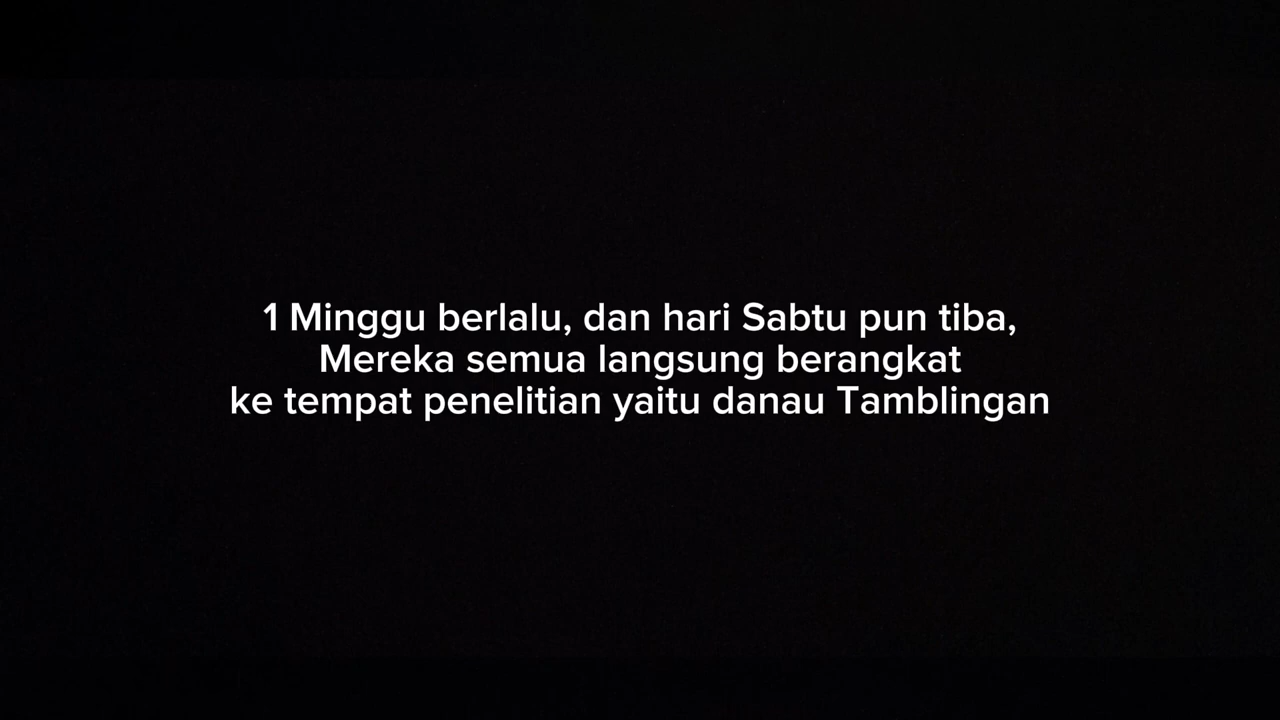 1 Minggu berlalu, dan hari Sabtu pun tiba,
Mereka semua langsung berangkat
ke tempat penelitian yaitu danau Tamblingan